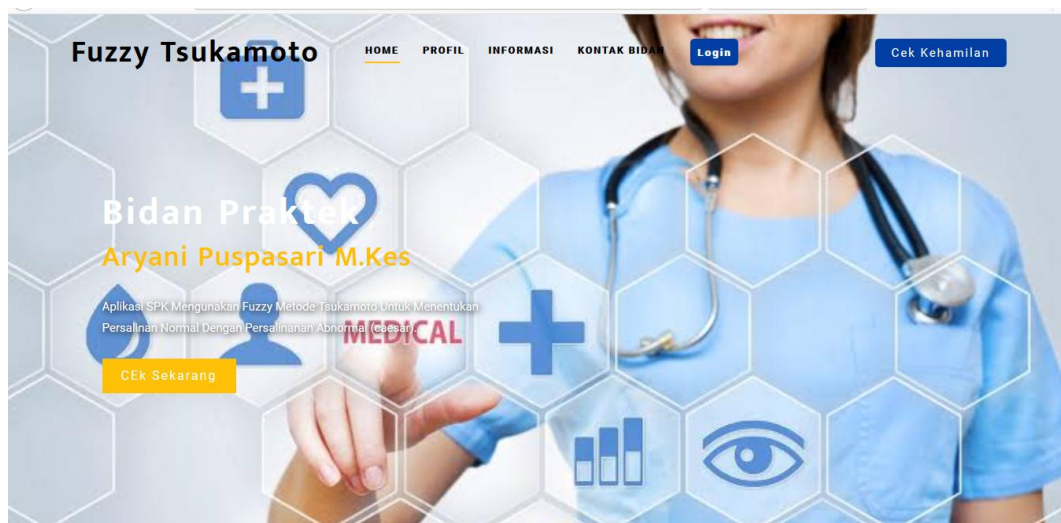 Fuzzy Tsukamoto
HOME PROFIL INFORMASI KONTAK BIDAN Login Cek Kehamilan
Bidan Praktek
Aryani Puspasari M.Kes
Aplikasi SPK Mengunakan Fuzzy Metode Tsukamoto Untuk Menentukan
Persalinan Normal Dengan Persalinanan Abnormal (caesar).
MEDICAL
CEk Sekarang